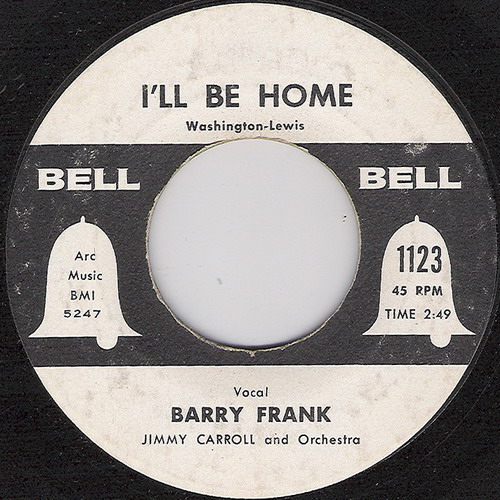 I'LL BE HOME
Washington-Lewis
BELL BELL
Arc
Music
BMI
5247
1123
45 RPM
TIME 2:49
Vocal
BARRY FRANK
JIMMY CARROLL and Orchestra